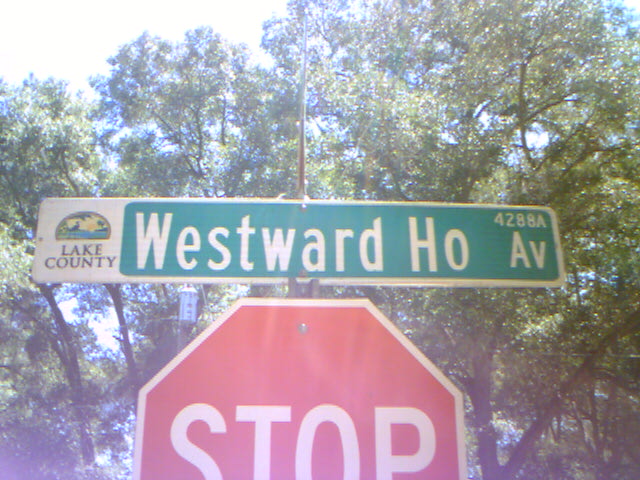 LAKE
COUNTY
Westward Ho Av
4288A
STOP